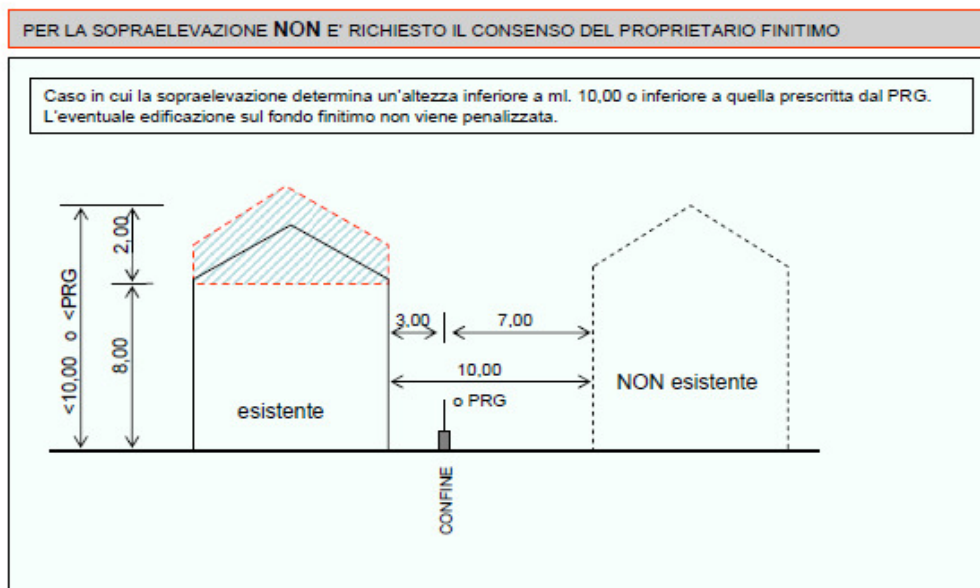 PER LA SOPRAELEVAZIONE NON E' RICHIESTO IL CONSENSO DEL PROPRIETARIO FINITIMO
Caso in cui la sopraelevazione determina un'altezza inferiore a ml. 10,00 o inferiore a quella prescritta dal PRG.
L'eventuale edificazione sul fondo finitimo non viene penalizzata.
<10,00 o <PRG
2,00
8,00
3,00
7,00
10,00
o PRG
esistente
NON esistente
CONFINE